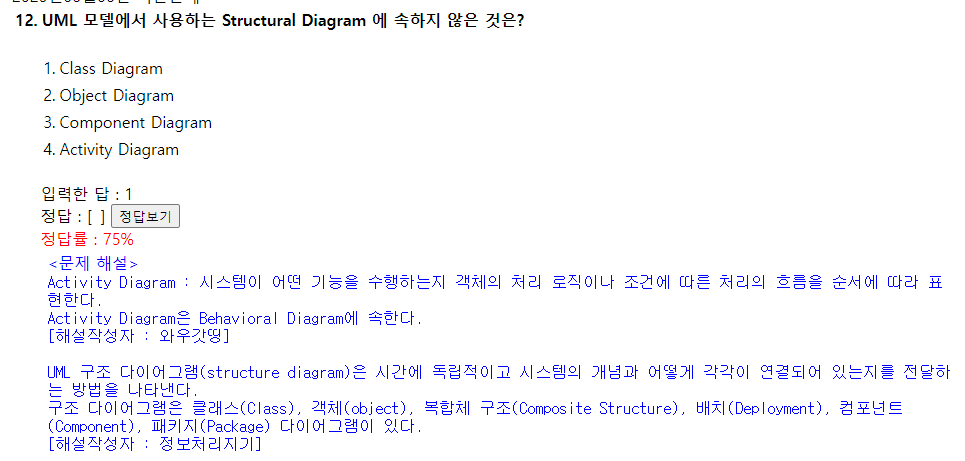 12. UML 모델에서 사용하는 Structural Diagram 에 속하지 않은 것은?
1. Class Diagram
2. Object Diagram
3. Component Diagram
4. Activity Diagram
입력한 답 : 1
정답 : [ ] 정답보기
정답률 : 75%
<문제 해설>
Activity Diagram : 시스템이 어떤 기능을 수행하는지 객체의 처리 로직이나 조건에 따른 처리의 흐름을 순서에 따라 표
현한다.
Activity Diagram은 Behavioral Diagram에 속한다.
[해설작성자 : 와우갓띵]
UML 구조 다이어그램(structure diagram)은 시간에 독립적이고 시스템의 개념과 어떻게 각각이 연결되어 있는지를 전달하
는 방법을 나타낸다.
구조 다이어그램은 클래스(Class), 객체(object), 복합체 구조(Composite Structure), 배치(Deployment), 컴포넌트
(Component), 패키지(Package) 다이어그램이 있다.
[해설작성자 : 정보처리지기]